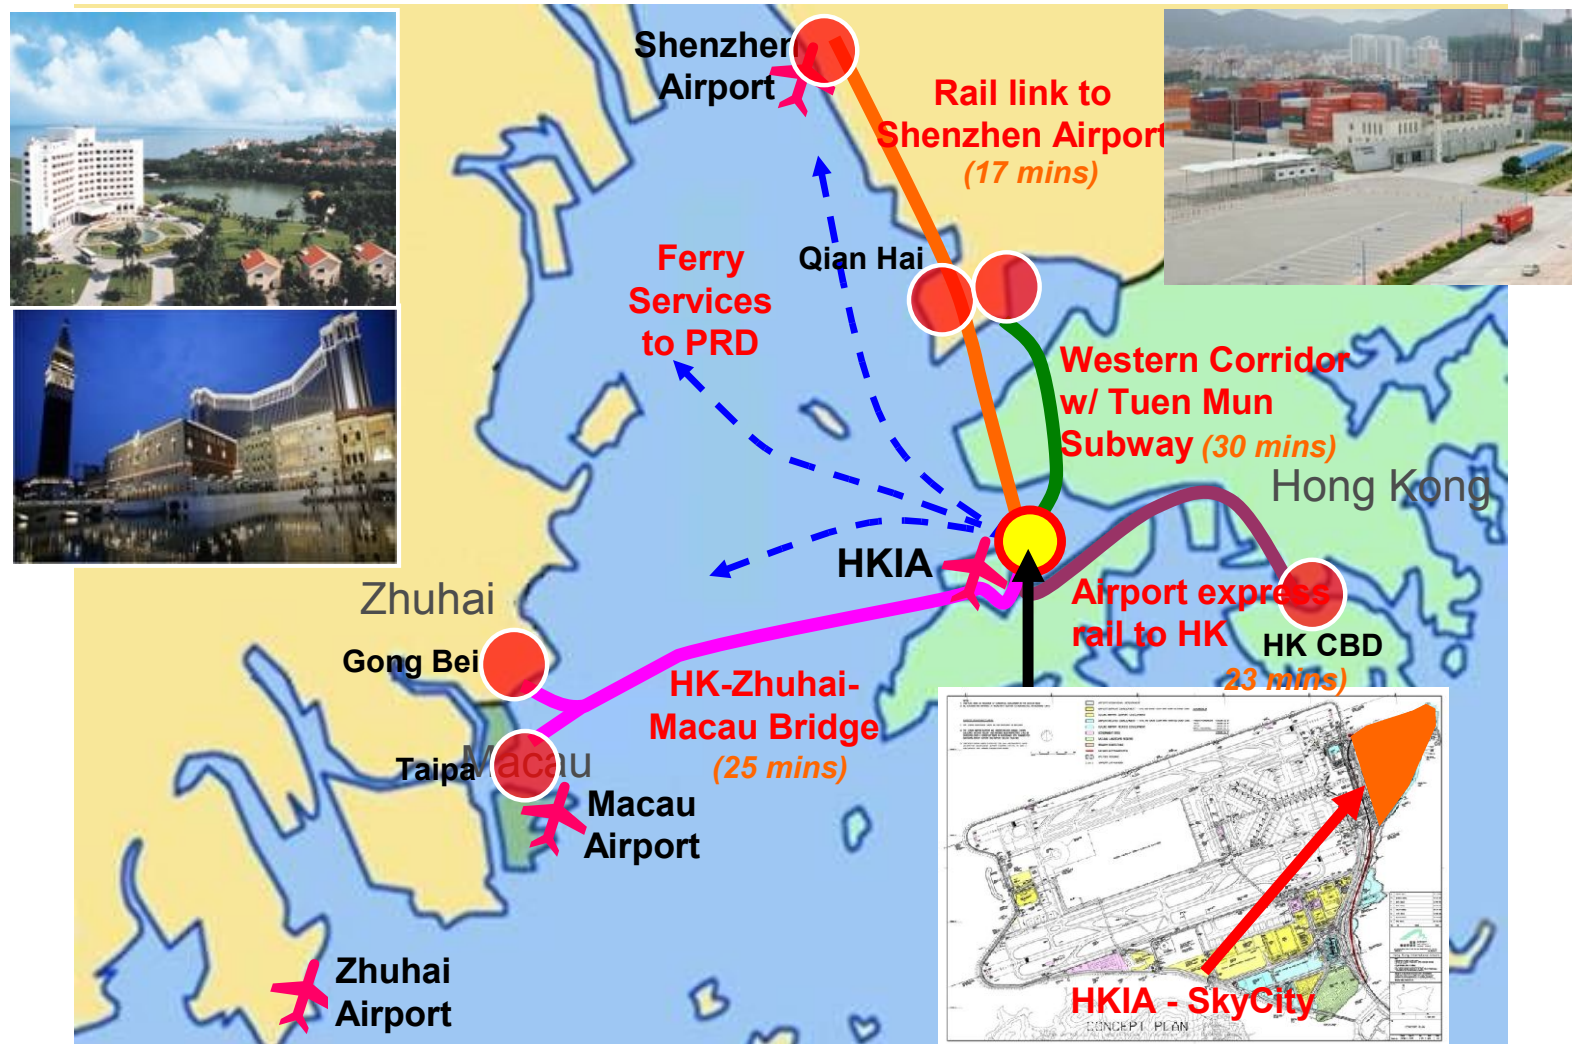 Shenzhen
Airport
Rail link to
Shenzhen Airport
(17 mins)
Ferry
Services
to PRD
Qian Hai
Western Corridor
w/ Tuen Mun
Subway (30 mins)
Hong Kong
HKIA
Zhuhai
Gong Bei
Airport express
rail to HK
HK CBD
23 mins)
HK-Zhuhai-
Macau Bridge
(25 mins)
Taipa
Macau
Macau
Airport
Zhuhai
Airport
HKIA - SkyCity
CONCEPT PLAN